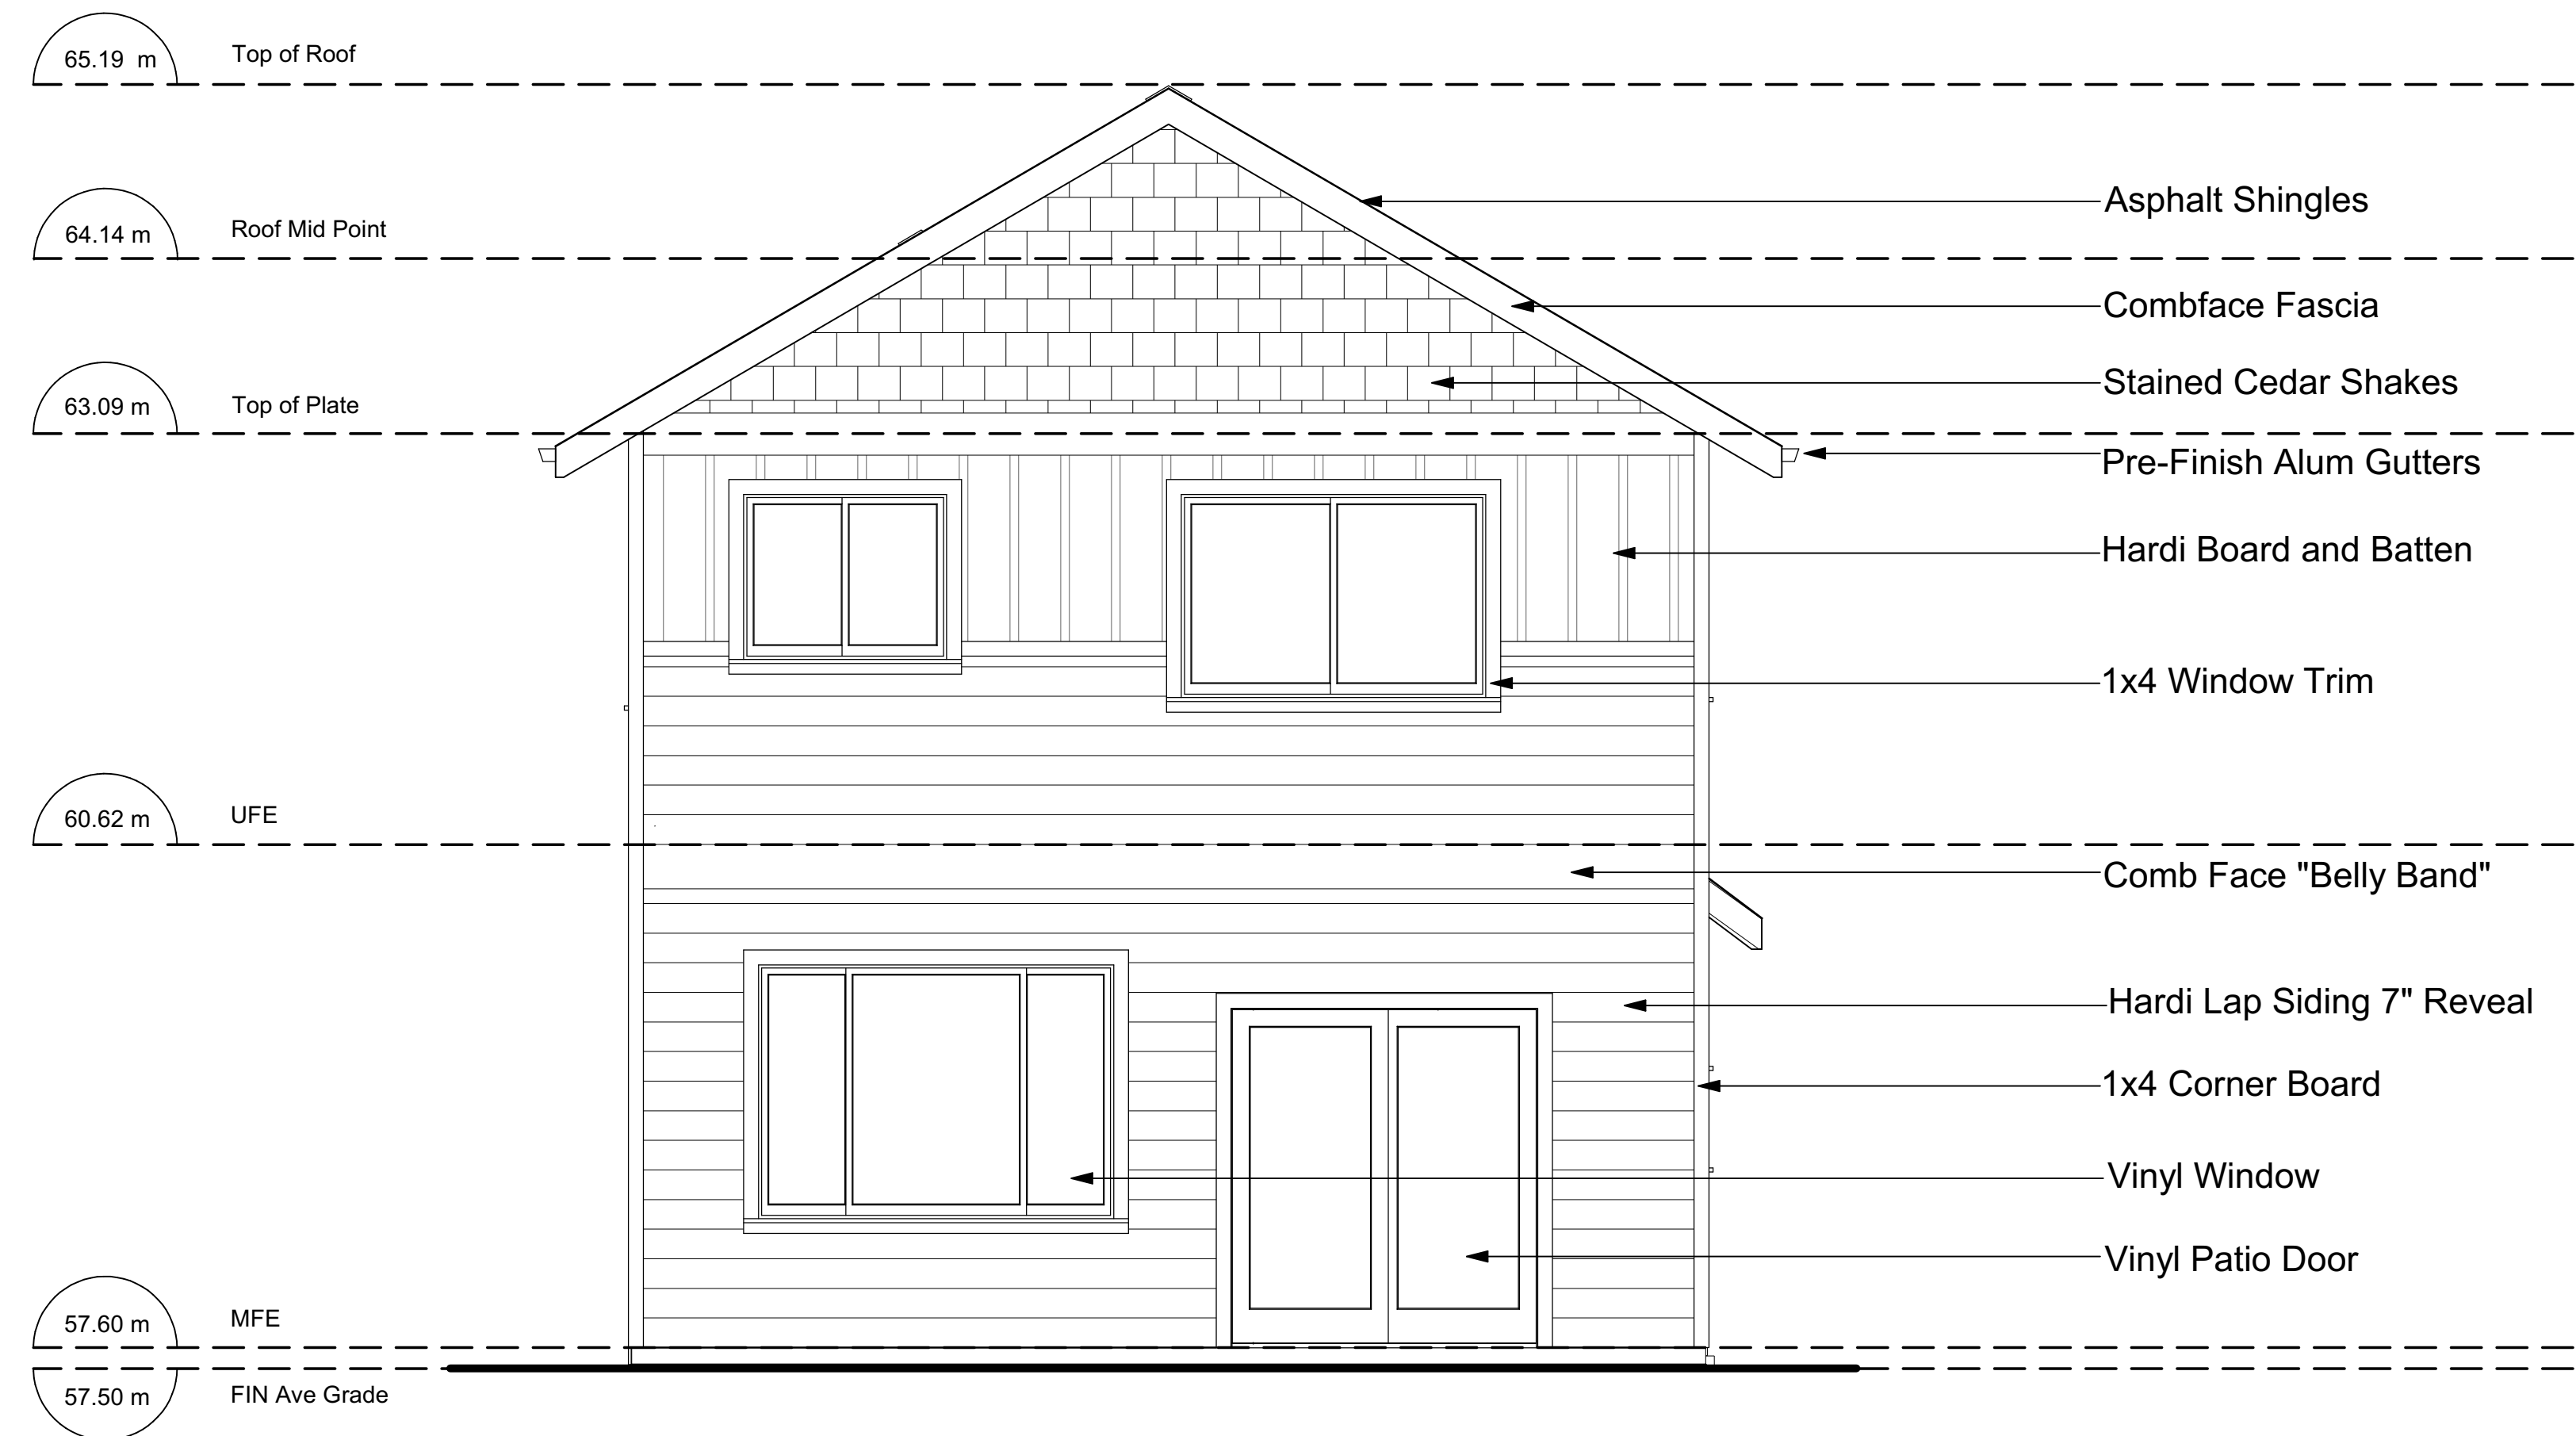 65.19 m Top of Roof
64.14 m Roof Mid Point
Asphalt Shingles
Combface Fascia
63.09 m Top of Plate
Stained Cedar Shakes
Pre-Finish Alum Gutters
Hardi Board and Batten
1x4 Window Trim
60.62 m UFE
Comb Face "Belly Band"
Hardi Lap Siding 7" Reveal
1x4 Corner Board
Vinyl Window
Vinyl Patio Door
57.60 m MFE
57.50 m FIN Ave Grade